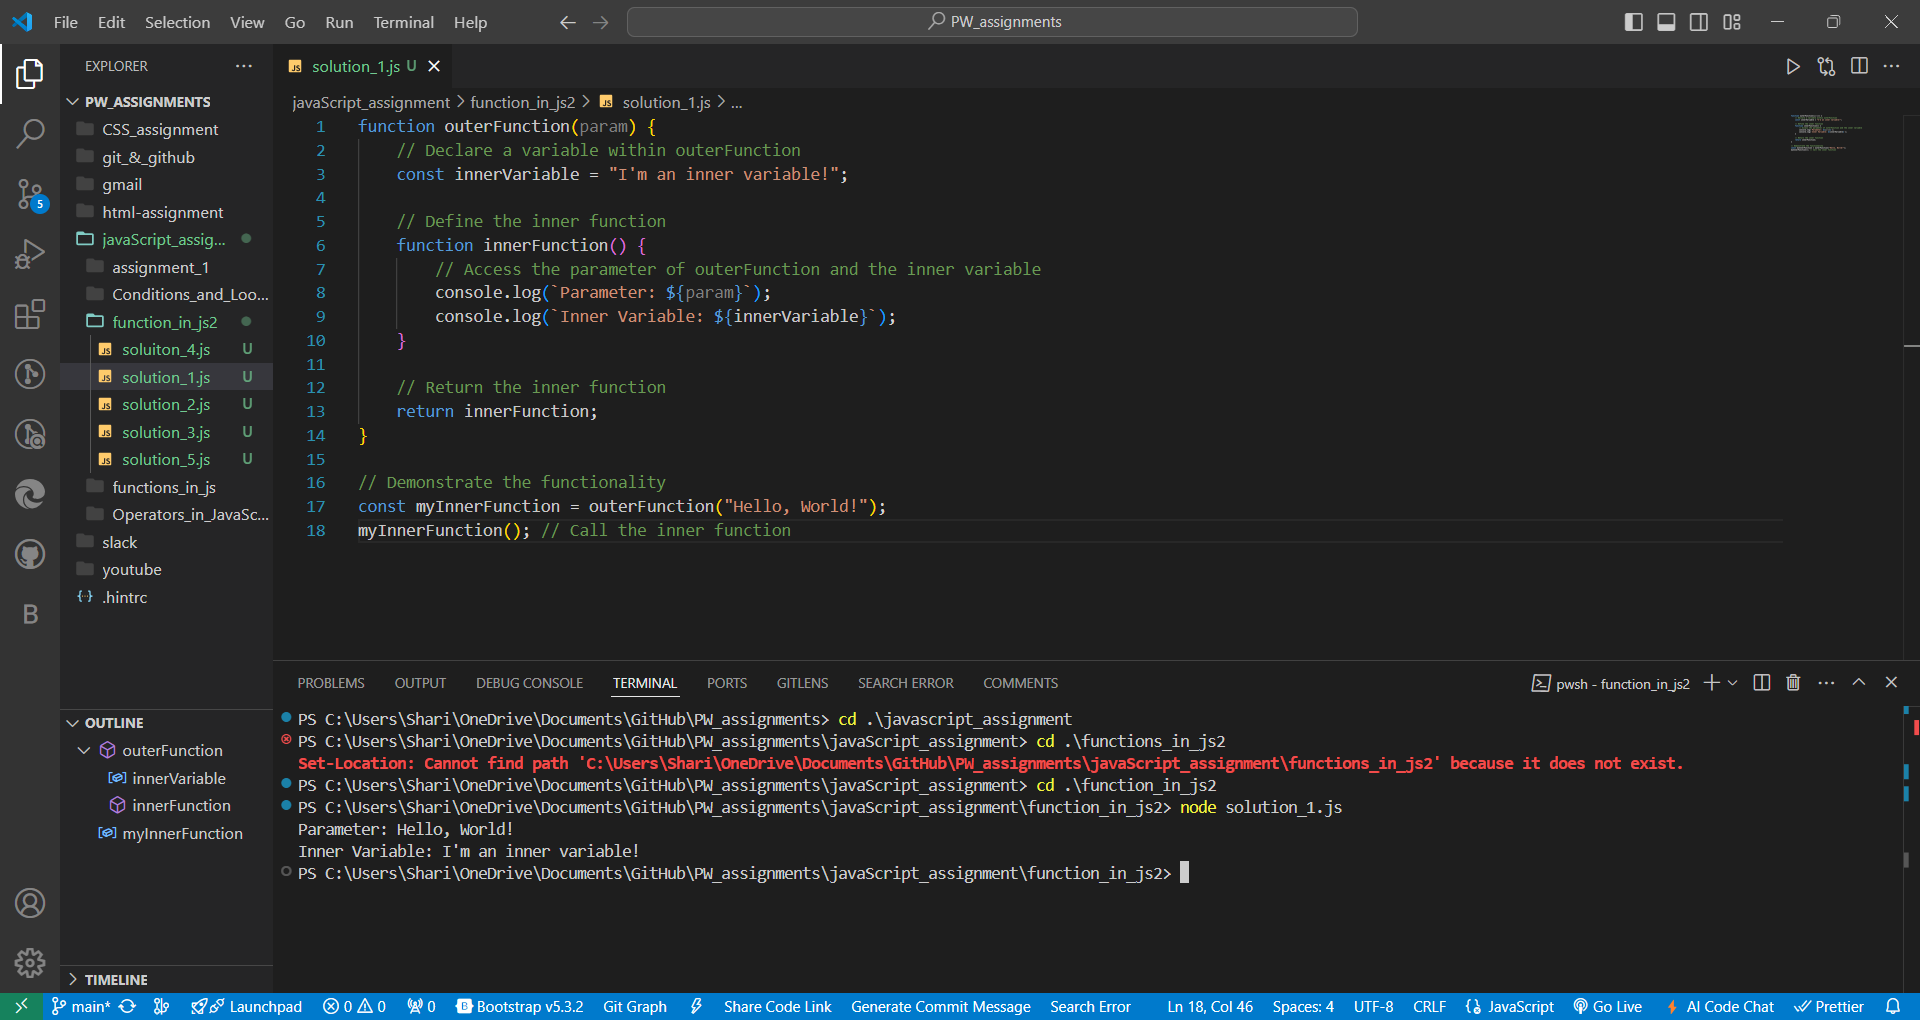 File Edit Selection View Go Run Terminal Help
PW_assignments
EXPLORER
PW_ASSIGNMENTS
CSS_assignment
git_&_github
gmail
html-assignment
javaScript_assig...
assignment_1
Conditions_and_Loo...
function_in_js2
JS soluiton_4.js U
JS solution_1.js U
JS solution_2.js U
JS solution_3.js U
JS solution_5.js U
functions_in_js
Operators_in_JavaSc...
slack
youtube
.hintrc
5
B
OUTLINE
outerFunction
innerVariable
innerFunction
myInnerFunction
TIMELINE
JS solution_1.js U
javaScript_assignment > function_in_js2 > JS solution_1.js > ...
1 function outerFunction(param) {
2 // Declare a variable within outerFunction
3 const innerVariable = "I'm an inner variable!";
4
5 // Define the inner function
6 function innerFunction() {
7 // Access the parameter of outerFunction and the inner variable
8 console.log(`Parameter: ${param}`);
9 console.log(`Inner Variable: ${innerVariable}`);
10 }
11
12 // Return the inner function
13 return innerFunction;
14 }
15
16 // Demonstrate the functionality
17 const myInnerFunction = outerFunction("Hello, World!");
18 myInnerFunction(); // Call the inner function
PROBLEMS OUTPUT DEBUG CONSOLE TERMINAL PORTS GITLENS SEARCH ERROR COMMENTS
pwsh - function_in_js2
PS C:\Users\Shari\OneDrive\Documents\GitHub\PW_assignments> cd .\javascript_assignment
PS C:\Users\Shari\OneDrive\Documents\GitHub\PW_assignments\javaScript_assignment> cd .\functions_in_js2
Set-Location: Cannot find path 'C:\Users\Shari\OneDrive\Documents\GitHub\PW_assignments\javaScript_assignment\functions_in_js2' because it does not exist.
PS C:\Users\Shari\OneDrive\Documents\GitHub\PW_assignments\javaScript_assignment> cd .\function_in_js2
PS C:\Users\Shari\OneDrive\Documents\GitHub\PW_assignments\javaScript_assignment\function_in_js2> node solution_1.js
Parameter: Hello, World!
Inner Variable: I'm an inner variable!
PS C:\Users\Shari\OneDrive\Documents\GitHub\PW_assignments\javaScript_assignment\function_in_js2>
main* Launchpad 0 0 0 B Bootstrap v5.3.2 Git Graph Share Code Link Generate Commit Message Search Error Ln 18, Col 46 Spaces: 4 UTF-8 CRLF JavaScript Go Live AI Code Chat Prettier